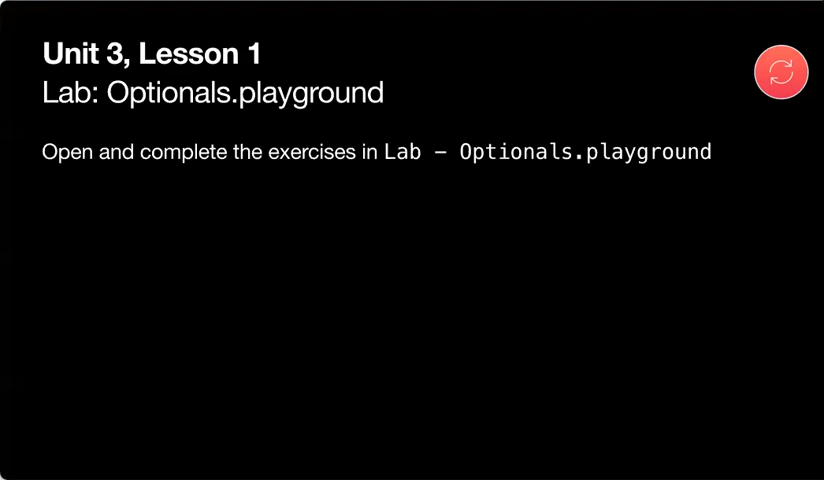 Unit 3, Lesson 1
Lab: Optionals.playground
Open and complete the exercises in Lab – Optionals.playground